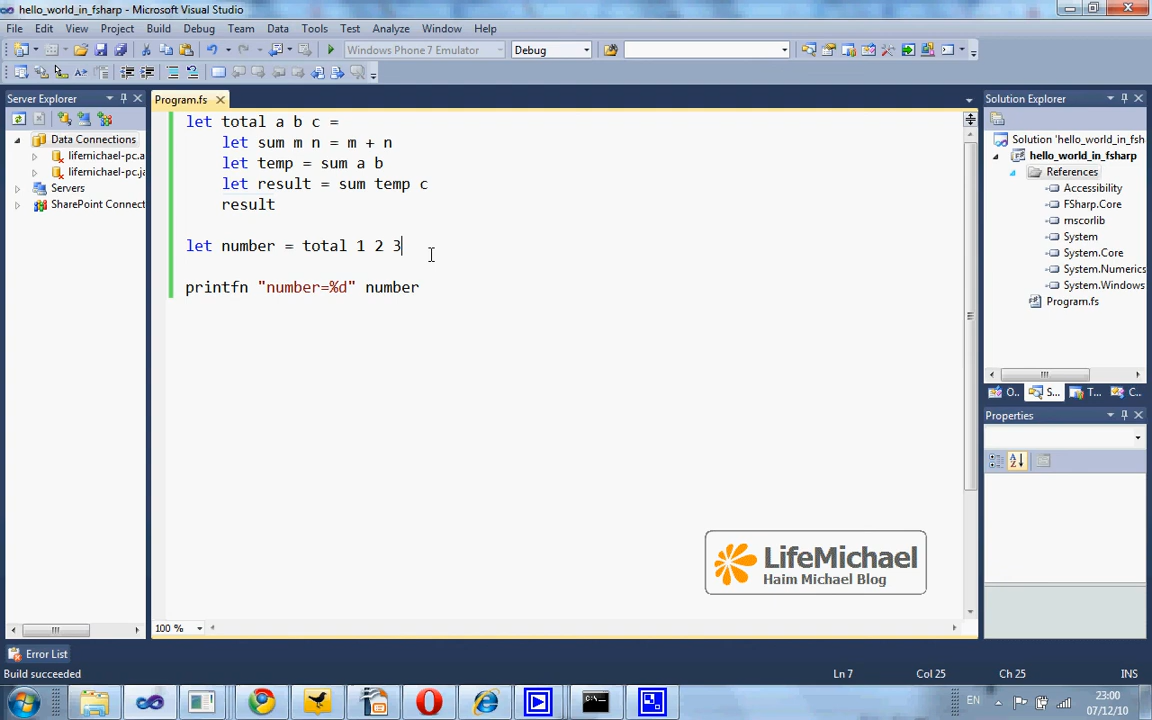 hello_world_in_fsharp - Microsoft Visual Studio
File Edit View Project Build Debug Team Data Tools Test Analyze Window Help
Windows Phone 7 Emulator Debug
Server Explorer
Data Connections
lifemichael-pc.a
lifemichael-pc.ja
Servers
SharePoint Connect
Program.fs
let total a b c =
let sum m n = m + n
let temp = sum a b
let result = sum temp c
result
let number = total 1 2 3
printfn "number=%d" number
LifeMichael
Haim Michael Blog
100 %
Solution Explorer
Solution 'hello_world_in_fsh
hello_world_in_fsharp
References
Accessibility
FSharp.Core
mscorlib
System
System.Core
System.Numerics
System.Windows
Program.fs
O... S... T... C...
Properties
Error List
Build succeeded Ln 7 Col 25 Ch 25 INS
EN 23:00
07/12/10